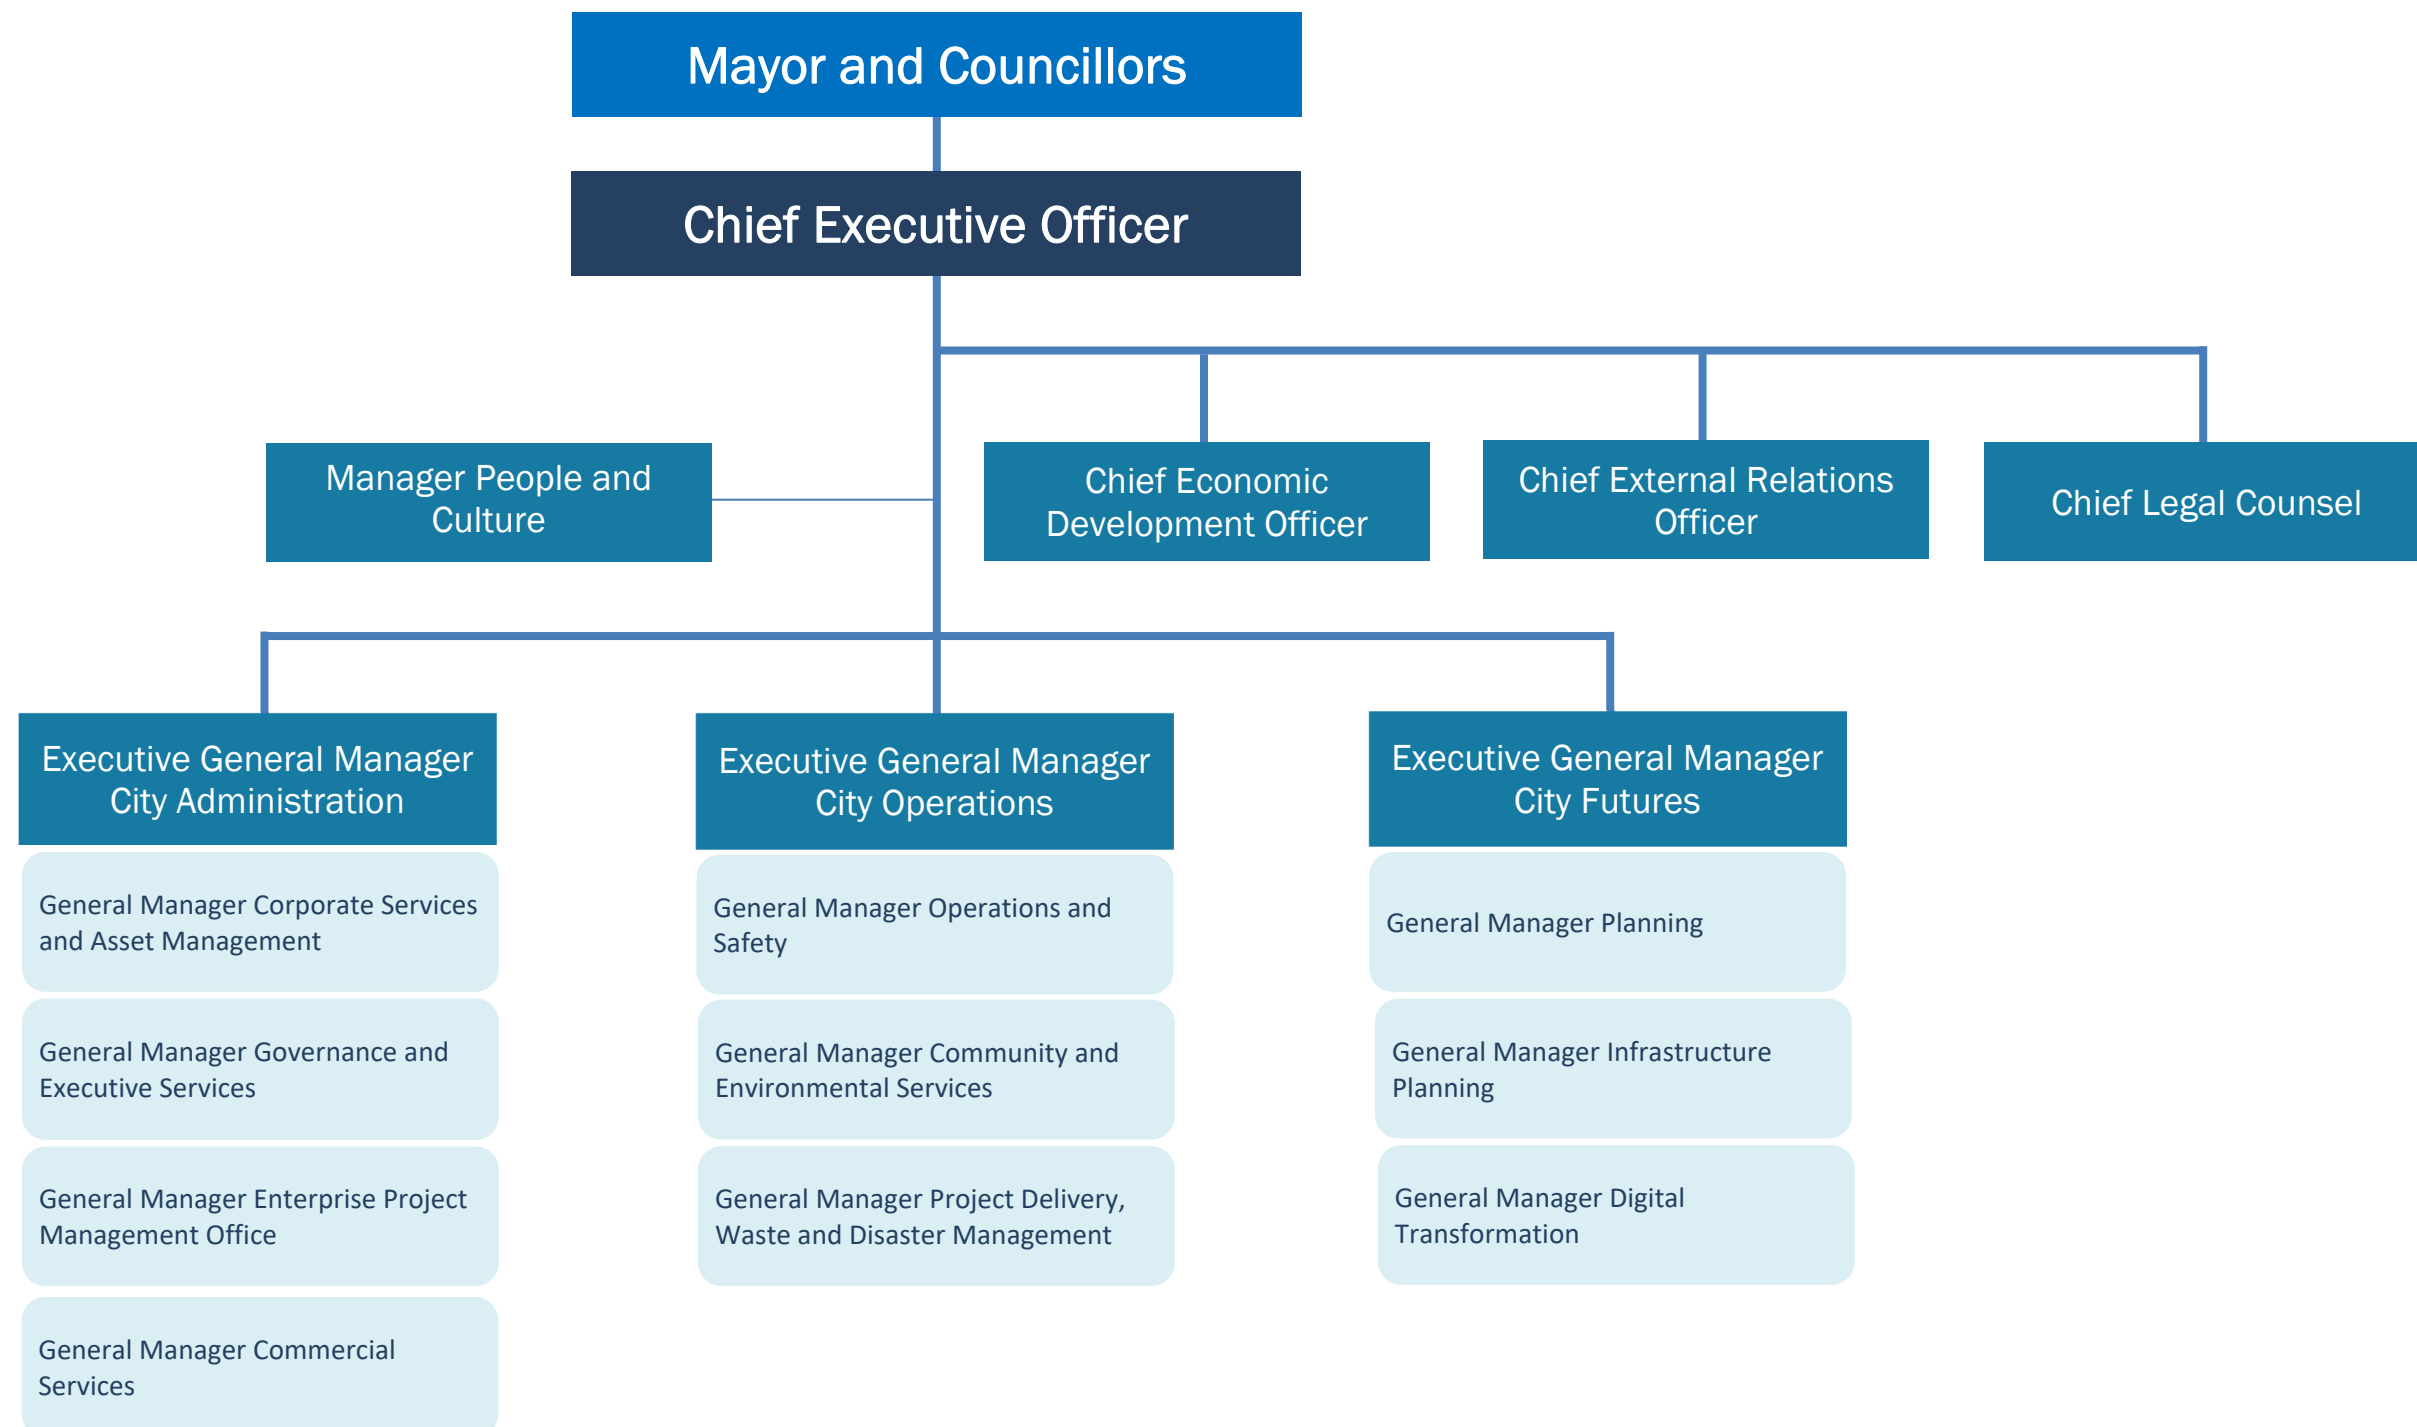 Mayor and Councillors
Chief Executive Officer
Manager People and
Culture
Chief Economic
Development Officer
Chief External Relations
Officer
Chief Legal Counsel
Executive General Manager
City Administration
General Manager Corporate Services
and Asset Management
General Manager Governance and
Executive Services
General Manager Enterprise Project
Management Office
General Manager Commercial
Services
Executive General Manager
City Operations
General Manager Operations and
Safety
General Manager Community and
Environmental Services
General Manager Project Delivery,
Waste and Disaster Management
Executive General Manager
City Futures
General Manager Planning
General Manager Infrastructure
Planning
General Manager Digital
Transformation